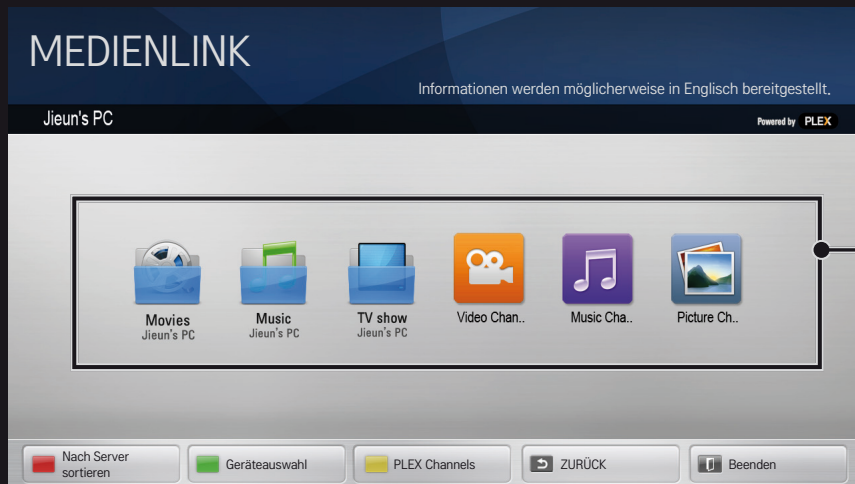 MEDIENLINK
Informationen werden möglicherweise in Englisch bereitgestellt.
Jieun's PC
Powered by PLEX
Movies
Jieun's PC
Music
Jieun's PC
TV show
Jieun's PC
Video Chan..
Music Cha..
Picture Ch..
Nach Server
sortieren
Geräteauswahl
PLEX Channels
ZURÜCK
Beenden